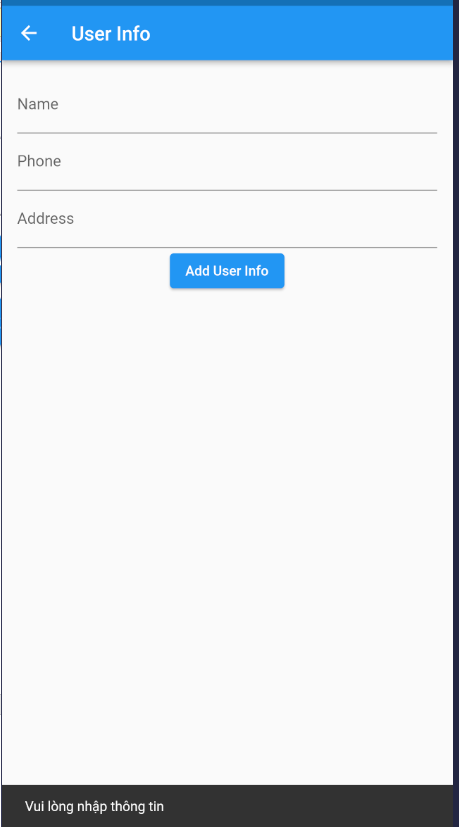 User Info
Name
Phone
Address
Add User Info
Vui lòng nhập thông tin